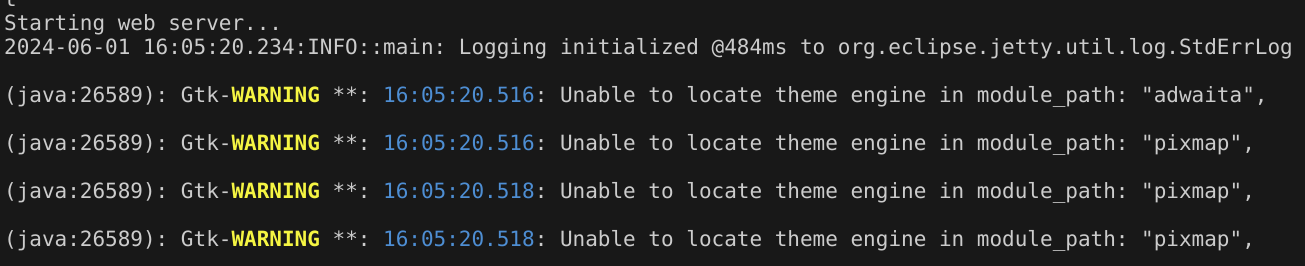 Starting web server...
2024-06-01 16:05:20.234:INFO::main: Logging initialized @484ms to org.eclipse.jetty.util.log.StdErrLog
(java:26589): Gtk-WARNING **: 16:05:20.516: Unable to locate theme engine in module_path: "adwaita",
(java:26589): Gtk-WARNING **: 16:05:20.516: Unable to locate theme engine in module_path: "pixmap",
(java:26589): Gtk-WARNING **: 16:05:20.518: Unable to locate theme engine in module_path: "pixmap",
(java:26589): Gtk-WARNING **: 16:05:20.518: Unable to locate theme engine in module_path: "pixmap",